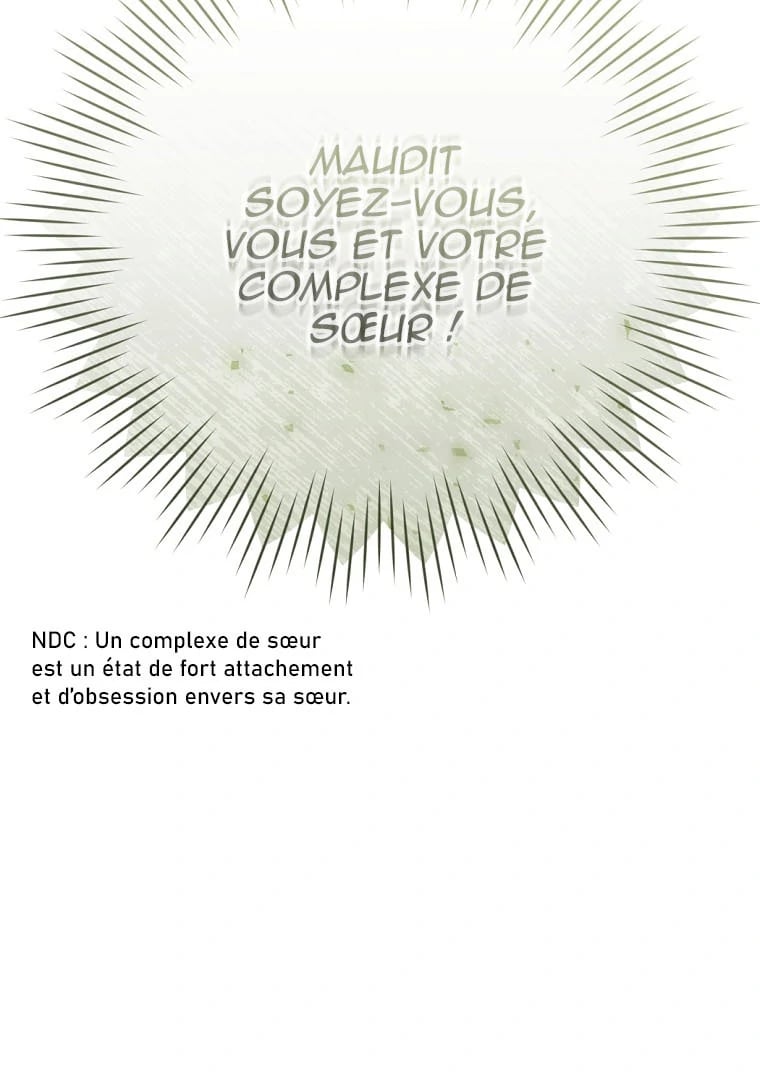 MAUDIT
SOYEZ-VOUS,
VOUS ET VOTRE
COMPLEXE DE
SŒUR !
NDC : Un complexe de sœur
est un état de fort attachement
et d'obsession envers sa sœur.